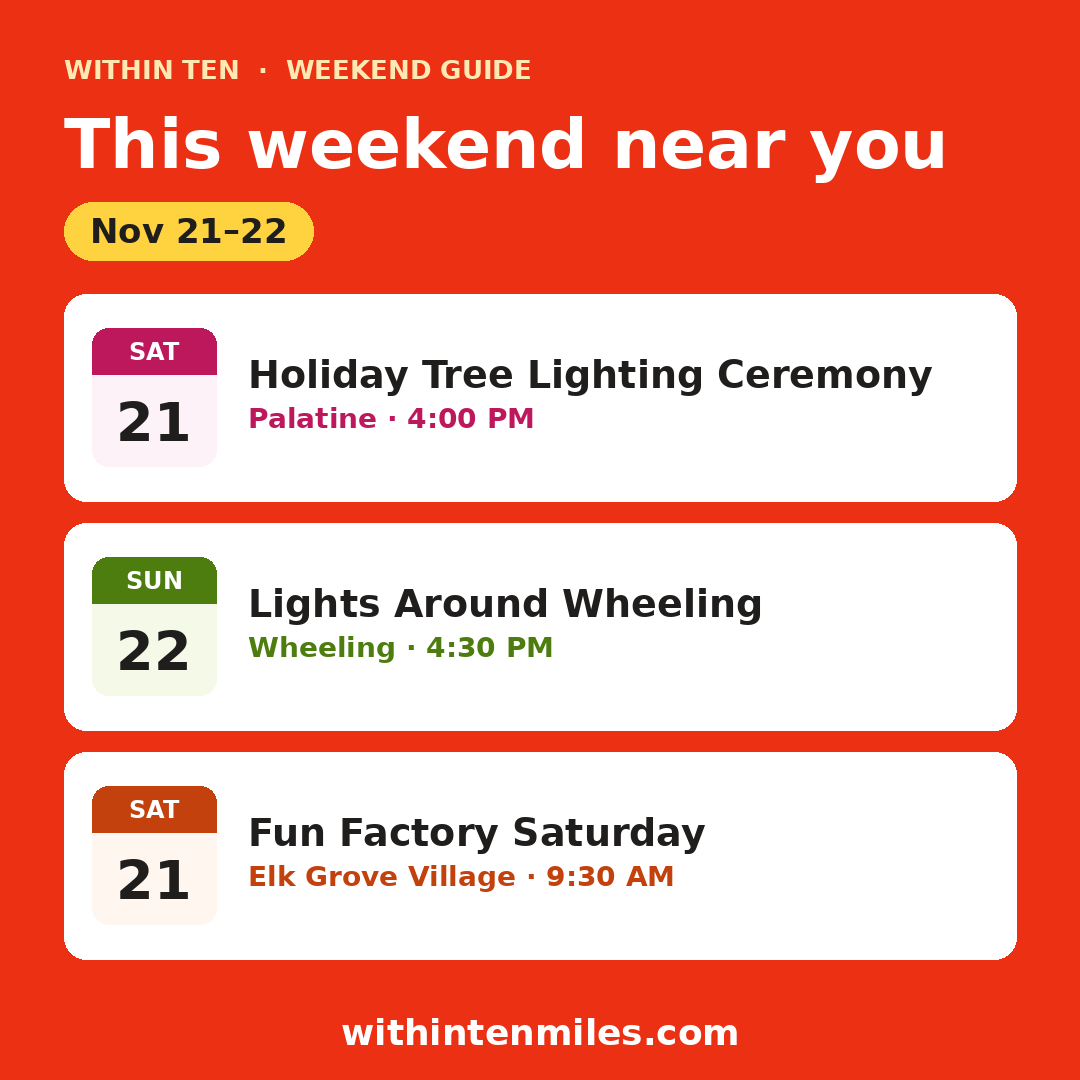 WITHIN TEN · WEEKEND GUIDE
This weekend near you
Nov 21–22
SAT
21
Holiday Tree Lighting Ceremony
Palatine · 4:00 PM
SUN
22
Lights Around Wheeling
Wheeling · 4:30 PM
SAT
21
Fun Factory Saturday
Elk Grove Village · 9:30 AM
withintenmiles.com